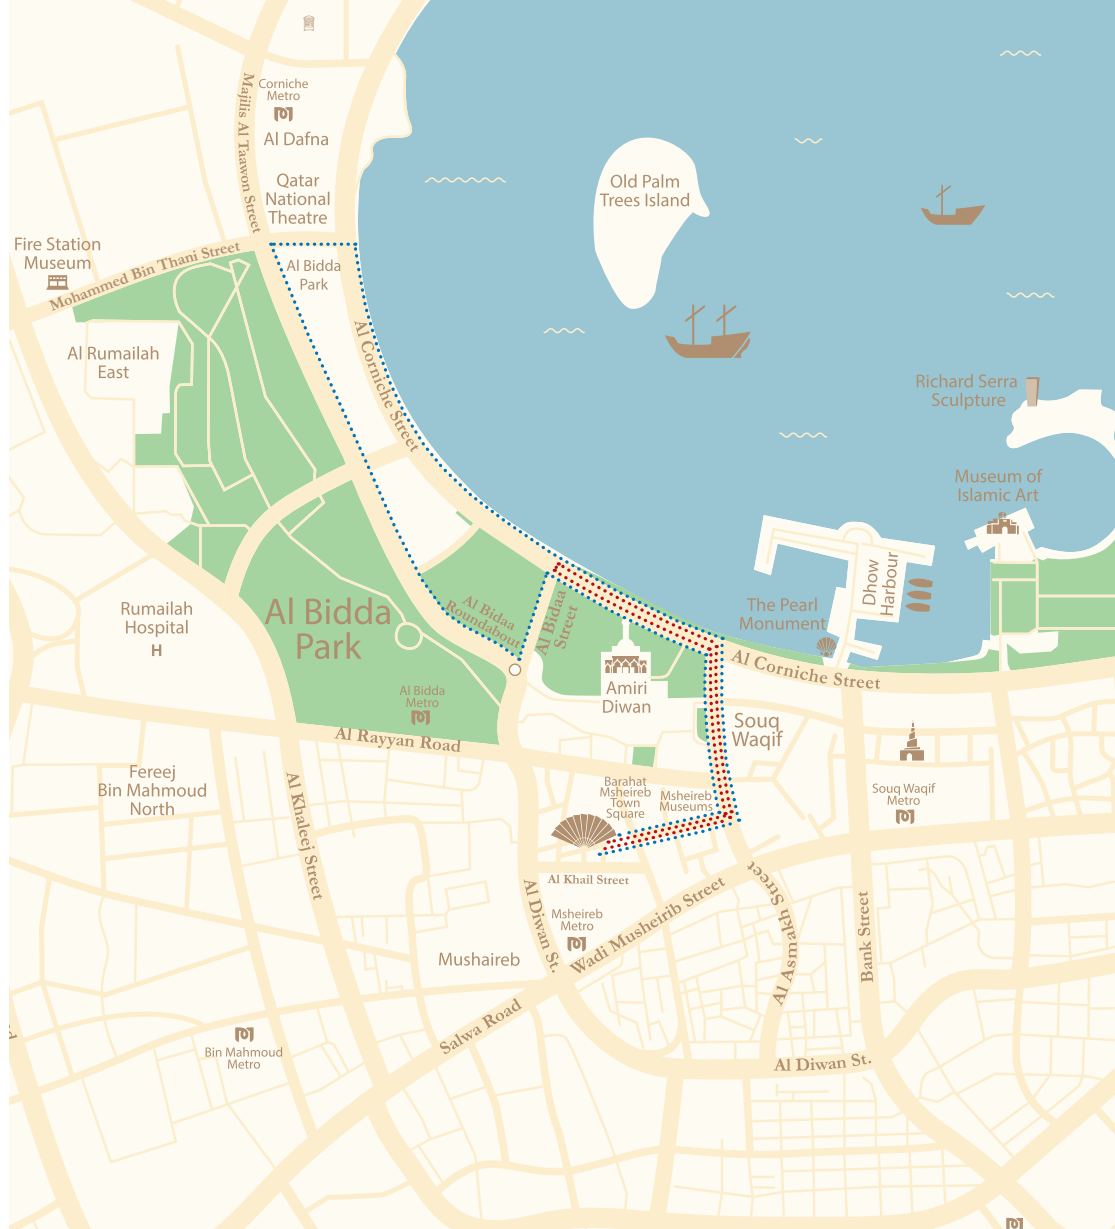 Corniche
Metro
Majilis Al Taawon Street
Al Dafna
Qatar
National
Theatre
Old Palm
Trees Island
Fire Station
Museum
Mohammed Bin Thani Street
Al Bidda
Park
Al Corniche Street
Al Rumailah
East
Richard Serra
Sculpture
Museum of
Islamic Art
Dhow
Harbour
The Pearl
Monument
Rumailah
Hospital
H
Al Bidda
Park
Al Bidaa
Roundabout
Al Bidaa
Street
Al Corniche Street
Amiri
Diwan
Al Bidda
Metro
Souq
Waqif
Al Rayyan Road
Fereej
Bin Mahmoud
North
Al Khaleej Street
Barahat
Msheireb
Town
Square
Msheireb
Museums
Souq Waqif
Metro
Al Khail Street
Al Diwan St.
Msheireb
Metro
Wadi Musheirib Street
Al Asmakh Street
Bank Street
Mushaireb
Salwa Road
Bin Mahmoud
Metro
Al Diwan St.